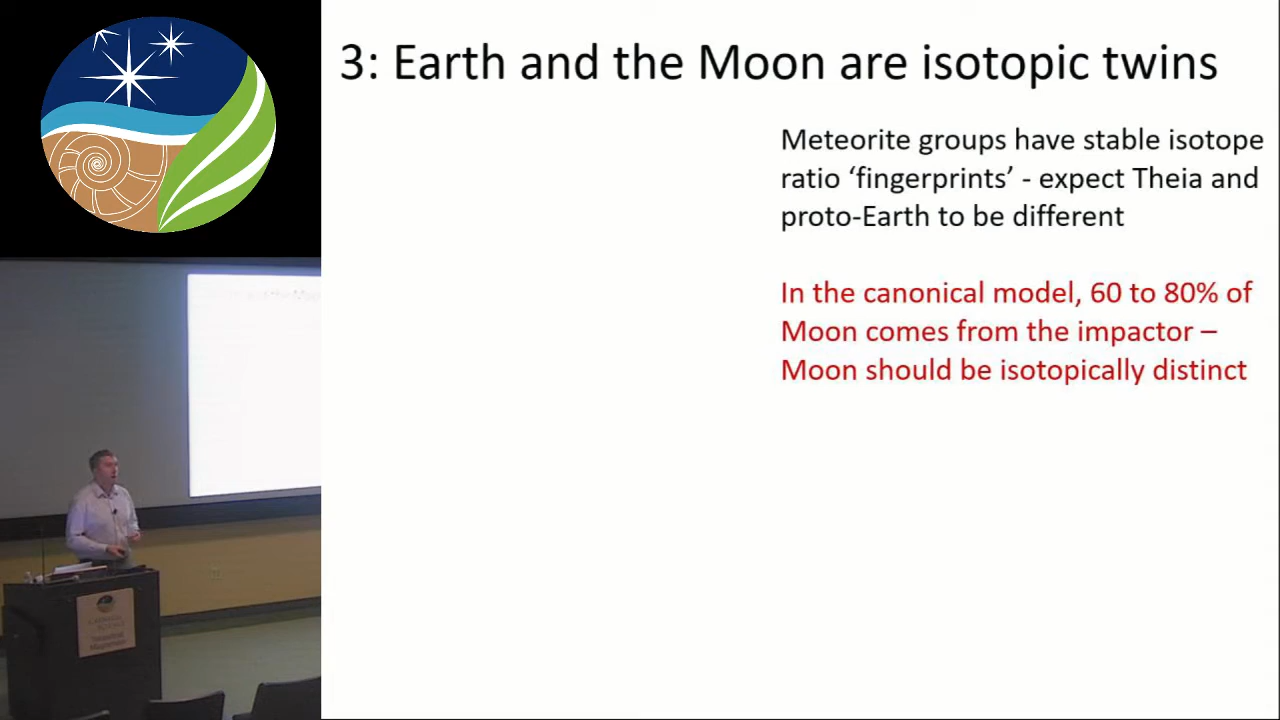 3: Earth and the Moon are isotopic twins
Meteorite groups have stable isotope
ratio ‘fingerprints’ - expect Theia and
proto-Earth to be different
In the canonical model, 60 to 80% of
Moon comes from the impactor –
Moon should be isotopically distinct